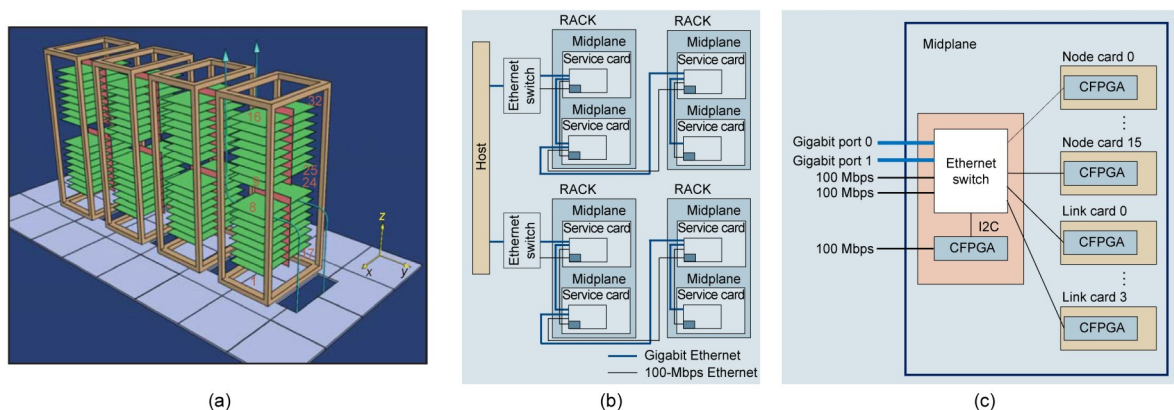 32
16
25
9
24
8
17
1
z
x
y
(a)
RACK
Midplane
Service card
Midplane
Service card
RACK
Midplane
Service card
Midplane
Service card
Ethernet
switch
Host
RACK
Midplane
Service card
Midplane
Service card
RACK
Midplane
Service card
Midplane
Service card
Ethernet
switch
Gigabit Ethernet
100-Mbps Ethernet
(b)
Midplane
Node card 0
CFPGA
Gigabit port 0
Gigabit port 1
100 Mbps
100 Mbps
Ethernet
switch
Node card 15
CFPGA
Link card 0
CFPGA
I2C
100 Mbps
CFPGA
Link card 3
CFPGA
(c)